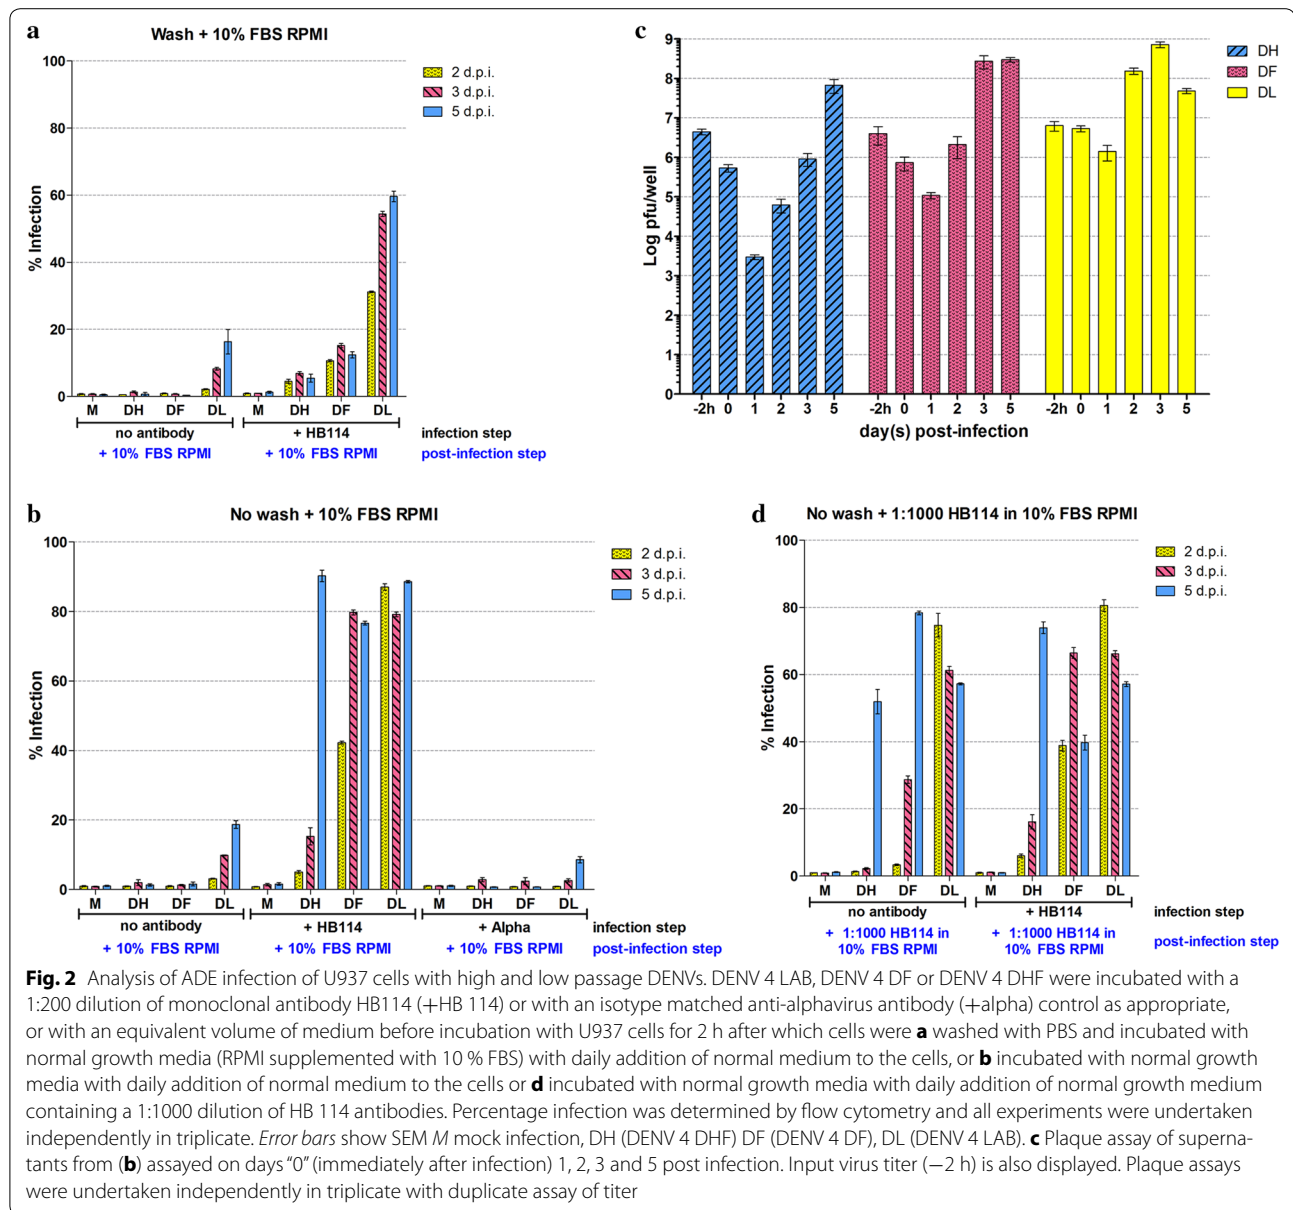 a
Wash + 10% FBS RPMI
100
80
60
40
20
0
% Infection
2 d.p.i.
3 d.p.i.
5 d.p.i.
M DH DF DL M DH DF DL
no antibody + HB114 infection step
+ 10% FBS RPMI + 10% FBS RPMI post-infection step
c
9
8
7
6
5
4
3
2
1
0
Log pfu/well
DH
DF
DL
-2h 0 1 2 3 5 -2h 0 1 2 3 5 -2h 0 1 2 3 5
day(s) post-infection
b
No wash + 10% FBS RPMI
100
80
60
40
20
0
% Infection
2 d.p.i.
3 d.p.i.
5 d.p.i.
M DH DF DL M DH DF DL M DH DF DL
no antibody + HB114 + Alpha infection step
+ 10% FBS RPMI + 10% FBS RPMI + 10% FBS RPMI post-infection step
d
No wash + 1:1000 HB114 in 10% FBS RPMI
100
80
60
40
20
0
% Infection
2 d.p.i.
3 d.p.i.
5 d.p.i.
M DH DF DL M DH DF DL
no antibody + HB114 infection step
+ 1:1000 HB114 in + 1:1000 HB114 in post-infection step
10% FBS RPMI 10% FBS RPMI
Fig. 2 Analysis of ADE infection of U937 cells with high and low passage DENVs. DENV 4 LAB, DENV 4 DF or DENV 4 DHF were incubated with a
1:200 dilution of monoclonal antibody HB114 (+HB 114) or with an isotype matched anti-alphavirus antibody (+alpha) control as appropriate,
or with an equivalent volume of medium before incubation with U937 cells for 2 h after which cells were a washed with PBS and incubated with
normal growth media (RPMI supplemented with 10 % FBS) with daily addition of normal medium to the cells, or b incubated with normal growth
media with daily addition of normal medium to the cells or d incubated with normal growth media with daily addition of normal growth medium
containing a 1:1000 dilution of HB 114 antibodies. Percentage infection was determined by flow cytometry and all experiments were undertaken
independently in triplicate. Error bars show SEM M mock infection, DH (DENV 4 DHF) DF (DENV 4 DF), DL (DENV 4 LAB). c Plaque assay of superna-
tants from (b) assayed on days “0” (immediately after infection) 1, 2, 3 and 5 post infection. Input virus titer (−2 h) is also displayed. Plaque assays
were undertaken independently in triplicate with duplicate assay of titer